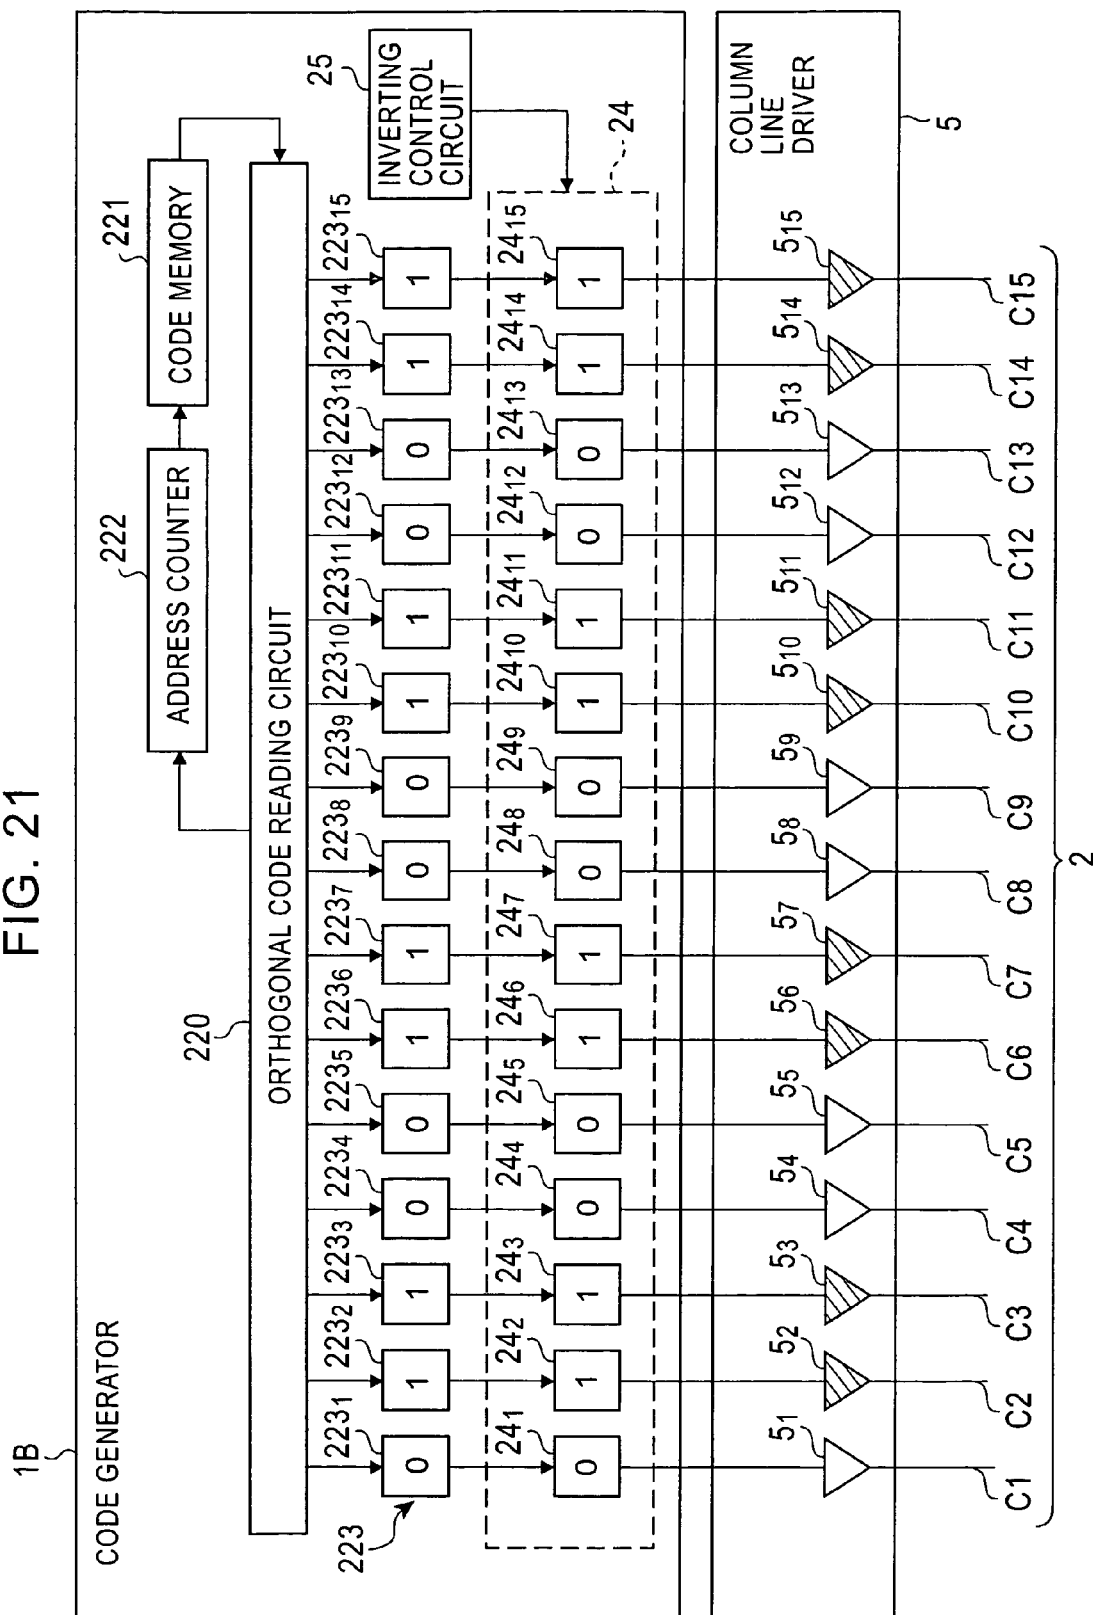 FIG. 21
1B
CODE GENERATOR
222
ADDRESS COUNTER
221
CODE MEMORY
220
ORTHOGONAL CODE READING CIRCUIT
25
INVERTING
CONTROL
CIRCUIT
223₁ 223₂ 223₃ 223₄ 223₅ 223₆ 223₇ 223₈ 223₉ 223₁₀ 223₁₁ 223₁₂ 223₁₃ 223₁₄ 223₁₅
0 1 1 0 0 1 1 0 0 1 1 0 0 1 1
223
24₁ 24₂ 24₃ 24₄ 24₅ 24₆ 24₇ 24₈ 24₉ 24₁₀ 24₁₁ 24₁₂ 24₁₃ 24₁₄ 24₁₅
24
0 1 1 0 0 1 1 0 0 1 1 0 0 1 1
COLUMN
LINE
DRIVER
5₁ 5₂ 5₃ 5₄ 5₅ 5₆ 5₇ 5₈ 5₉ 5₁₀ 5₁₁ 5₁₂ 5₁₃ 5₁₄ 5₁₅
5
C1 C2 C3 C4 C5 C6 C7 C8 C9 C10 C11 C12 C13 C14 C15
2